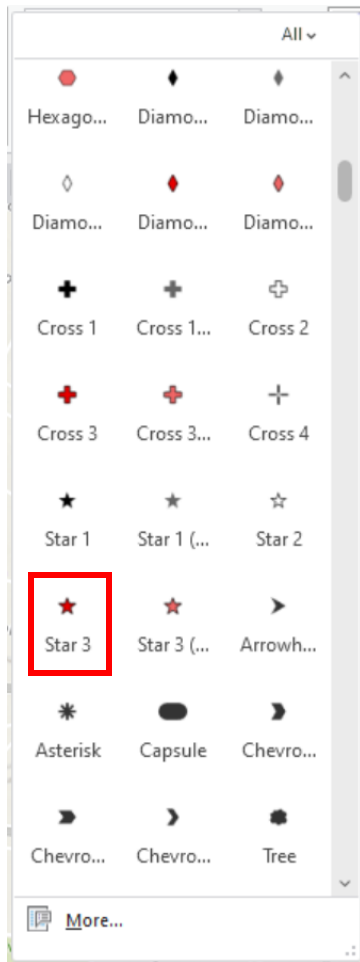 All
Hexago... Diamo... Diamo...
Diamo... Diamo... Diamo...
Cross 1 Cross 1... Cross 2
Cross 3 Cross 3... Cross 4
Star 1 Star 1 (... Star 2
Star 3 Star 3 (... Arrowh...
Asterisk Capsule Chevro...
Chevro... Chevro... Tree
More...